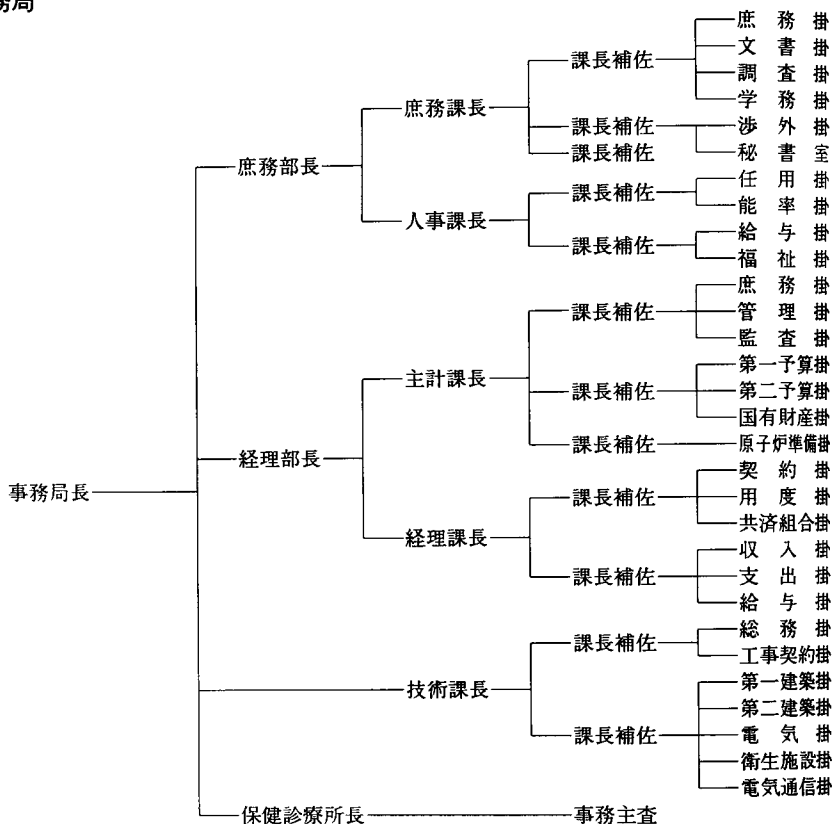 務局
庶務掛
文書掛
課長補佐
調査掛
学務掛
庶務課長
課長補佐
渉外掛
課長補佐
秘書室
庶務部長
任用掛
課長補佐
能率掛
人事課長
給与掛
課長補佐
福祉掛
庶務掛
課長補佐
管理掛
監査掛
第一予算掛
主計課長
課長補佐
第二予算掛
国有財産掛
課長補佐
原子炉準備掛
経理部長
契約掛
事務局長
課長補佐
用度掛
共済組合掛
経理課長
収入掛
課長補佐
支出掛
給与掛
総務掛
課長補佐
工事契約掛
第一建築掛
技術課長
第二建築掛
課長補佐
電気掛
衛生施設掛
電気通信掛
保健診療所長
事務主査